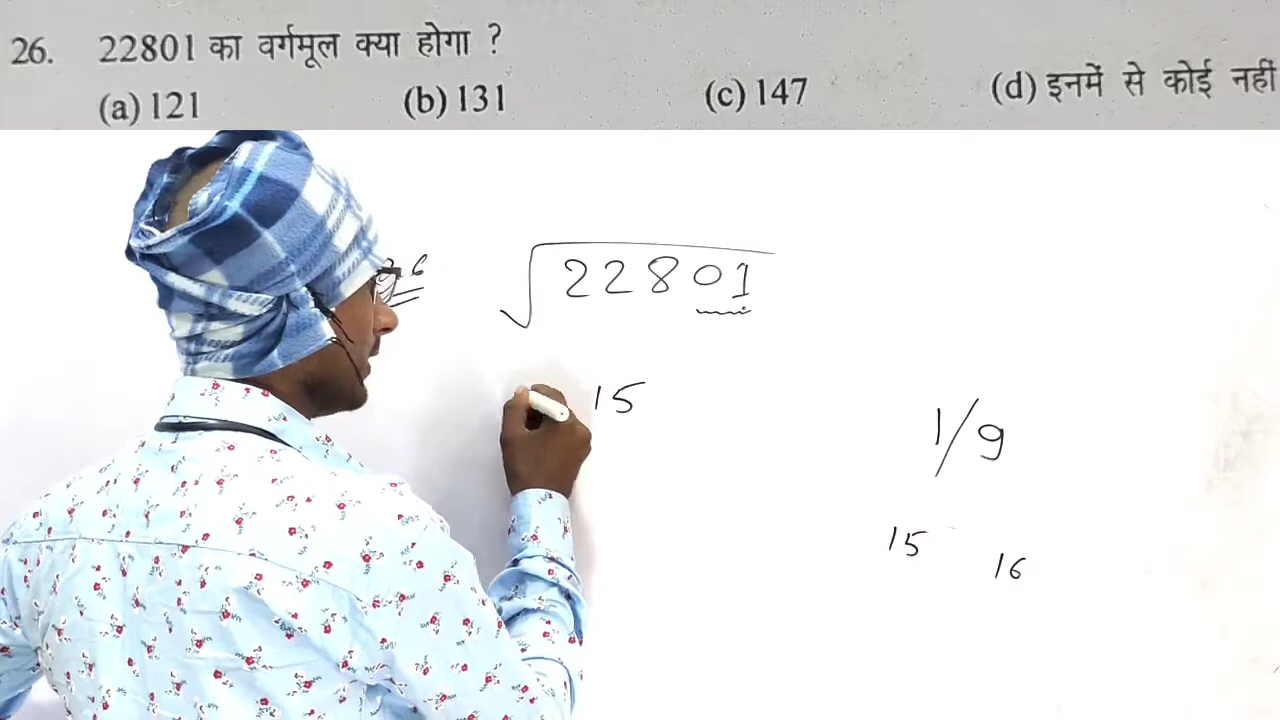 26. 22801 का वर्गमूल क्या होगा ?
(a) 121 (b) 131 (c) 147 (d) इनमें से कोई नहीं
√22801
15
1/9
15 16